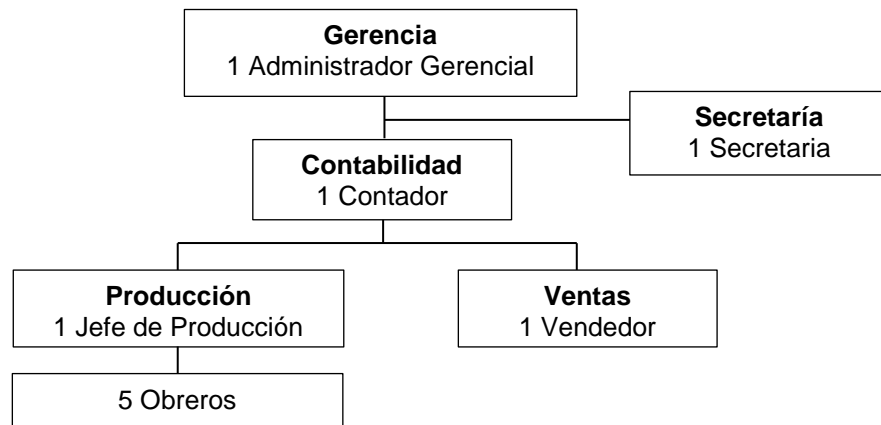 Gerencia
1 Administrador Gerencial
Secretaría
1 Secretaria
Contabilidad
1 Contador
Producción
1 Jefe de Producción
Ventas
1 Vendedor
5 Obreros